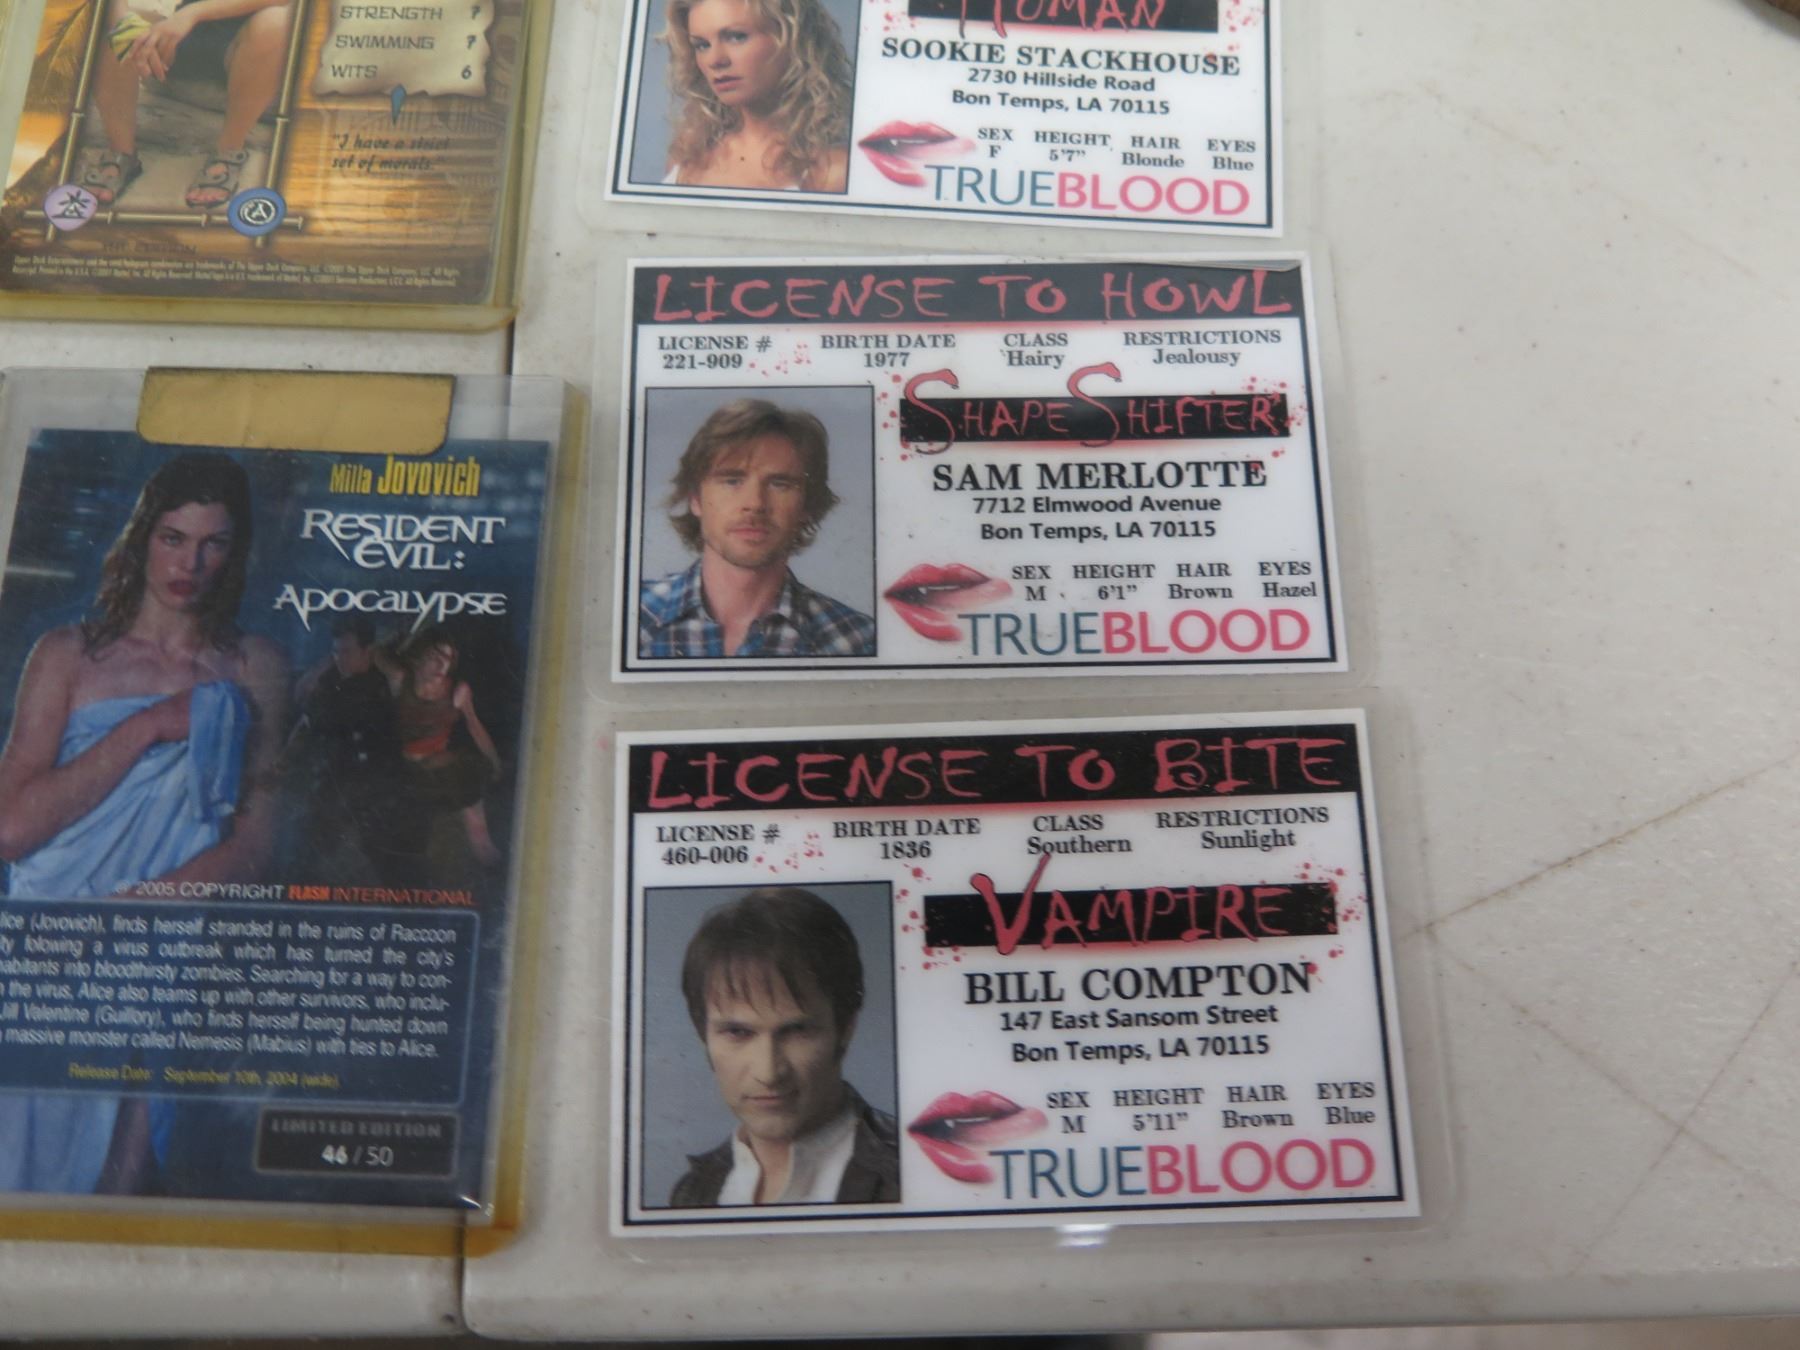 STRENGTH 7
SWIMMING 7
WITS 6
"I have a strict
set of morals."
HUMAN
SOOKIE STACKHOUSE
2730 Hillside Road
Bon Temps, LA 70115
SEX HEIGHT HAIR EYES
F 5'7" Blonde Blue
TRUEBLOOD
LICENSE TO HOWL
LICENSE # BIRTH DATE CLASS RESTRICTIONS
221-909 1977 Hairy Jealousy
SHAPE SHIFTER
SAM MERLOTTE
7712 Elmwood Avenue
Bon Temps, LA 70115
SEX HEIGHT HAIR EYES
M 6'1" Brown Hazel
TRUEBLOOD
Milla Jovovich
RESIDENT
EVIL:
APOCALYPSE
© 2005 COPYRIGHT FLASH INTERNATIONAL
lice (Jovovich), finds herself stranded in the ruins of Raccoon
ty following a virus outbreak which has turned the city's
habitants into bloodthirsty zombies. Searching for a way to con-
the virus, Alice also teams up with other survivors, who inclu-
Jill Valentine (Guillory), who finds herself being hunted down
massive monster called Nemesis (Mabius) with ties to Alice.
Release Date: September 10th, 2004 (wide)
LIMITED EDITION
46 / 50
LICENSE TO BITE
LICENSE # BIRTH DATE CLASS RESTRICTIONS
460-006 1836 Southern Sunlight
VAMPIRE
BILL COMPTON
147 East Sansom Street
Bon Temps, LA 70115
SEX HEIGHT HAIR EYES
M 5'11" Brown Blue
TRUEBLOOD